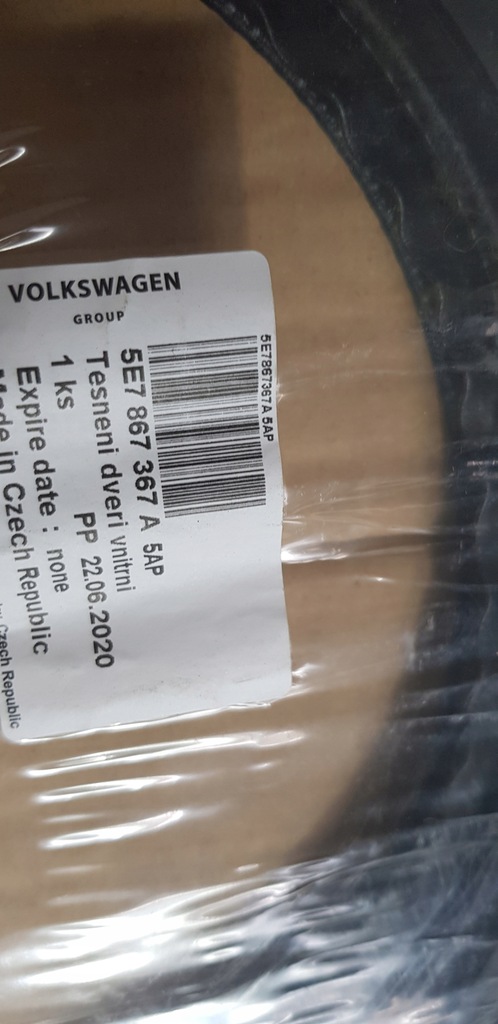 VOLKSWAGEN
GROUP
5E7867367A 5AP
5E7 867 367 A 5AP
Tesneni dveri vnitrni
1 ks PP 22.06.2020
Expire date : none
Made in Czech Republic
Czech Republic